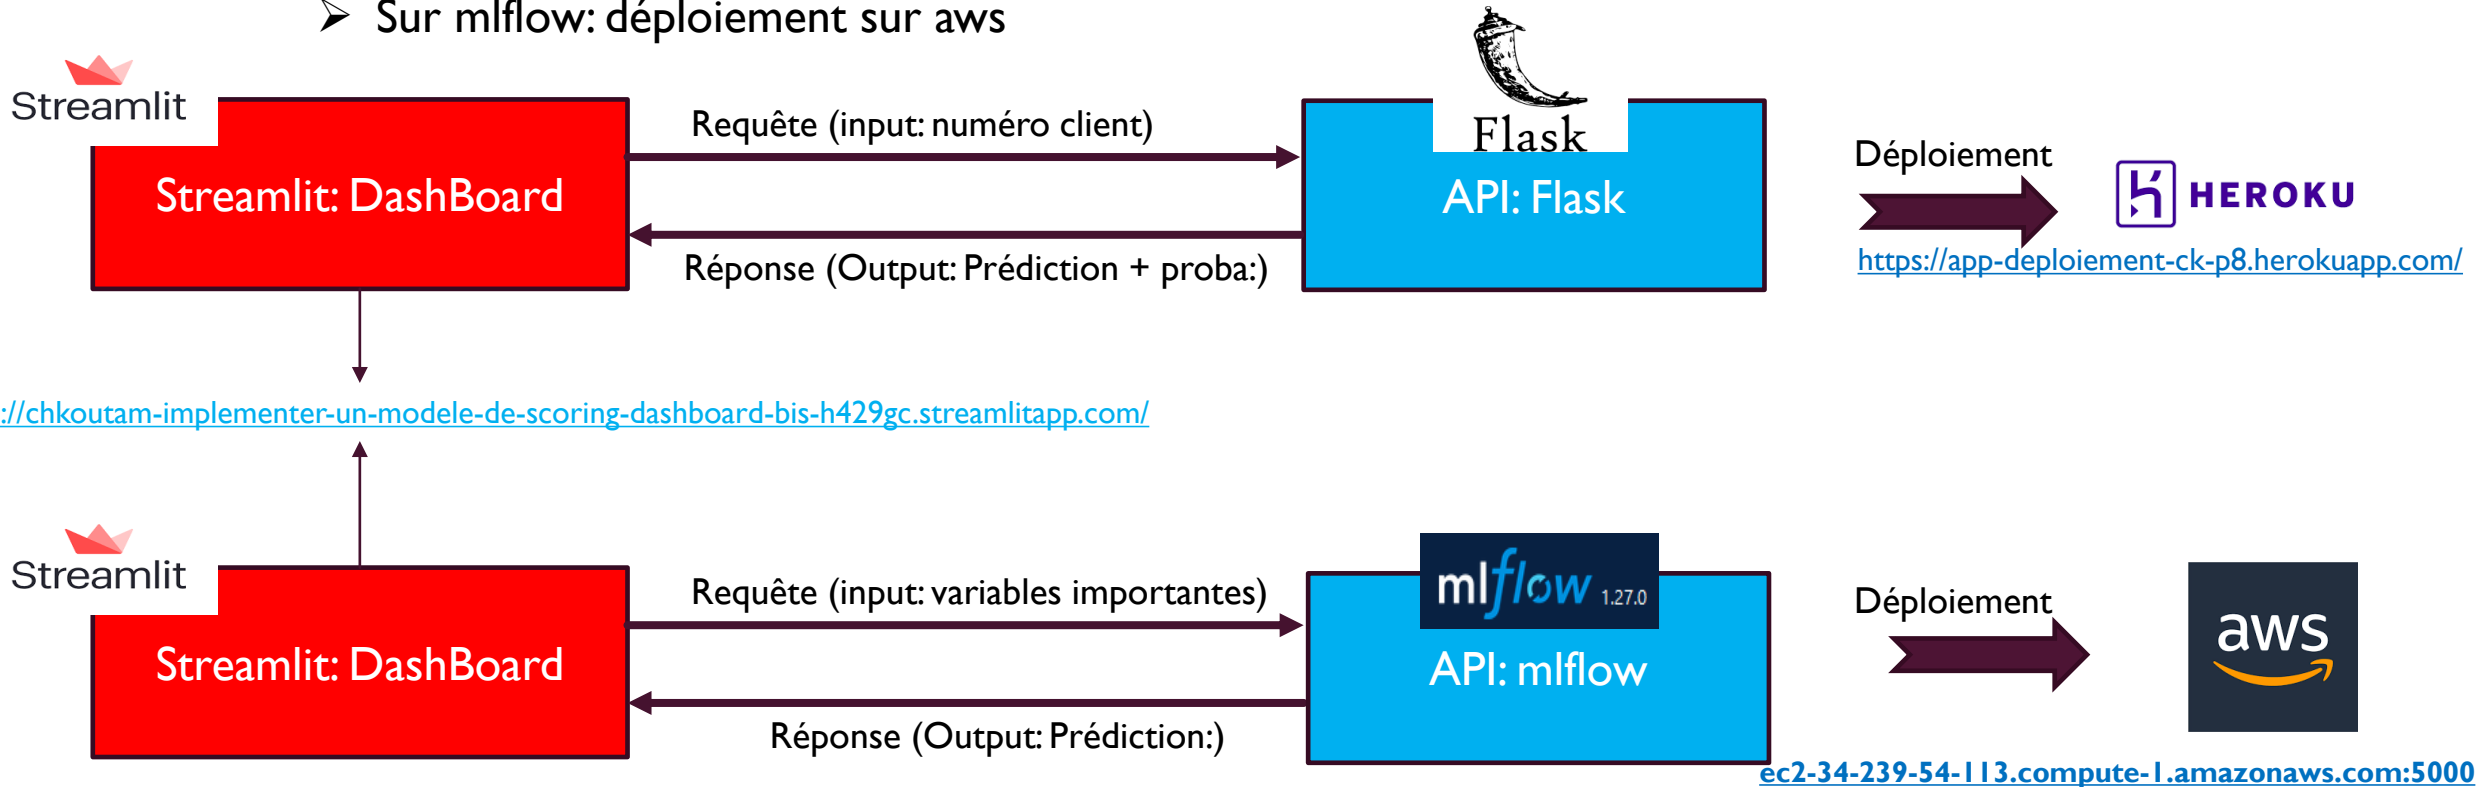 ➢ Sur mlflow: déploiement sur aws
Streamlit
Streamlit: DashBoard
Requête (input: numéro client)
Réponse (Output: Prédiction + proba:)
Flask
API: Flask
Déploiement
HEROKU
https://app-deploiement-ck-p8.herokuapp.com/
://chkoutam-implementer-un-modele-de-scoring-dashboard-bis-h429gc.streamlitapp.com/
Streamlit
Streamlit: DashBoard
Requête (input: variables importantes)
Réponse (Output: Prédiction:)
mlflow 1.27.0
API: mlflow
Déploiement
aws
ec2-34-239-54-113.compute-1.amazonaws.com:5000